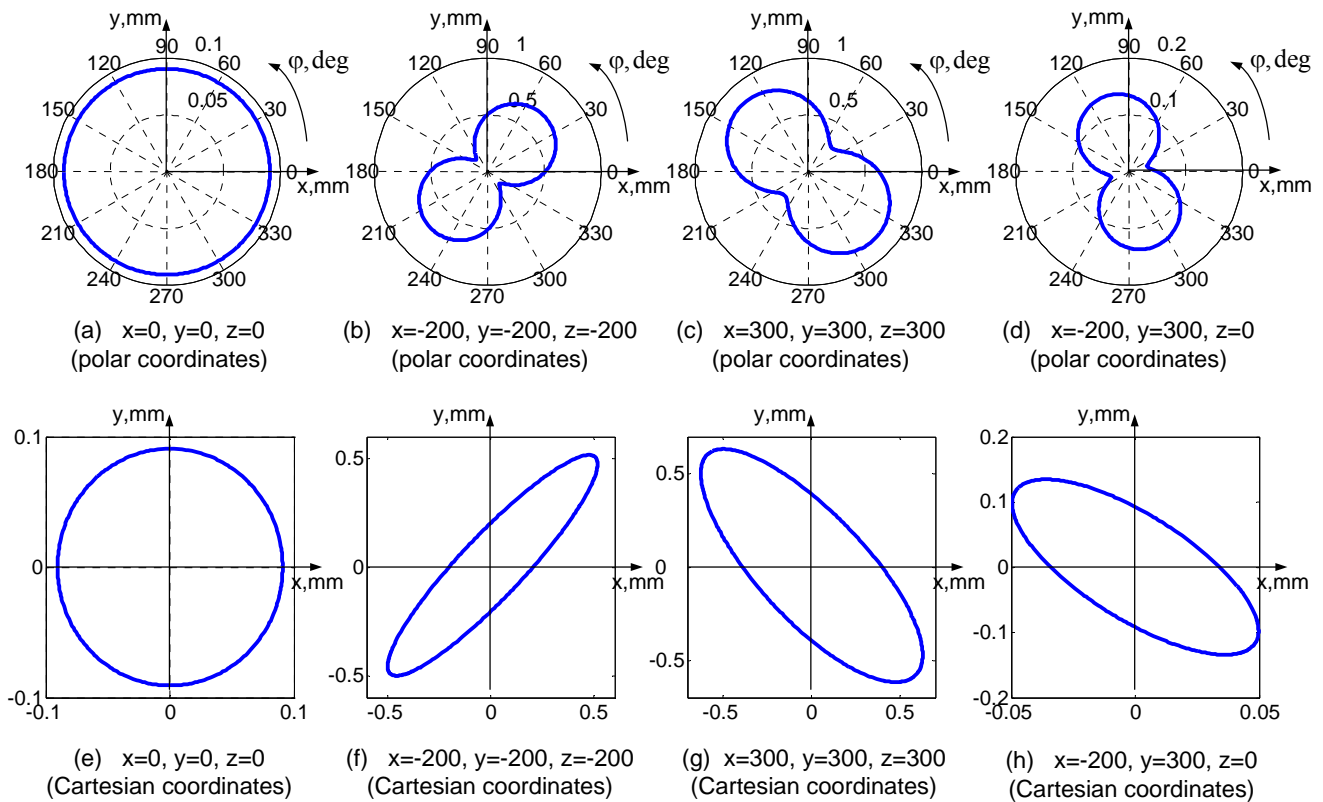 y,mm
90
0.1
120
60
φ,deg
150
0.05
30
180
0
x,mm
210
330
240
300
270
(a) x=0, y=0, z=0
(polar coordinates)
y,mm
90
1
120
60
φ,deg
150
0.5
30
180
0
x,mm
210
330
240
300
270
(b) x=-200, y=-200, z=-200
(polar coordinates)
y,mm
90
1
120
60
φ,deg
150
0.5
30
180
0
x,mm
210
330
240
300
270
(c) x=300, y=300, z=300
(polar coordinates)
y,mm
90
0.2
120
60
φ,deg
150
0.1
30
180
0
x,mm
210
330
240
300
270
(d) x=-200, y=300, z=0
(polar coordinates)
y,mm
0.1
0
x,mm
-0.1
-0.1
0
0.1
(e) x=0, y=0, z=0
(Cartesian coordinates)
y,mm
0.5
0
x,mm
-0.5
-0.5
0
0.5
(f) x=-200, y=-200, z=-200
(Cartesian coordinates)
y,mm
0.5
0
x,mm
-0.5
-0.5
0
0.5
(g) x=300, y=300, z=300
(Cartesian coordinates)
y,mm
0.2
0.1
0
x,mm
-0.1
-0.2
-0.05
0
0.05
(h) x=-200, y=300, z=0
(Cartesian coordinates)